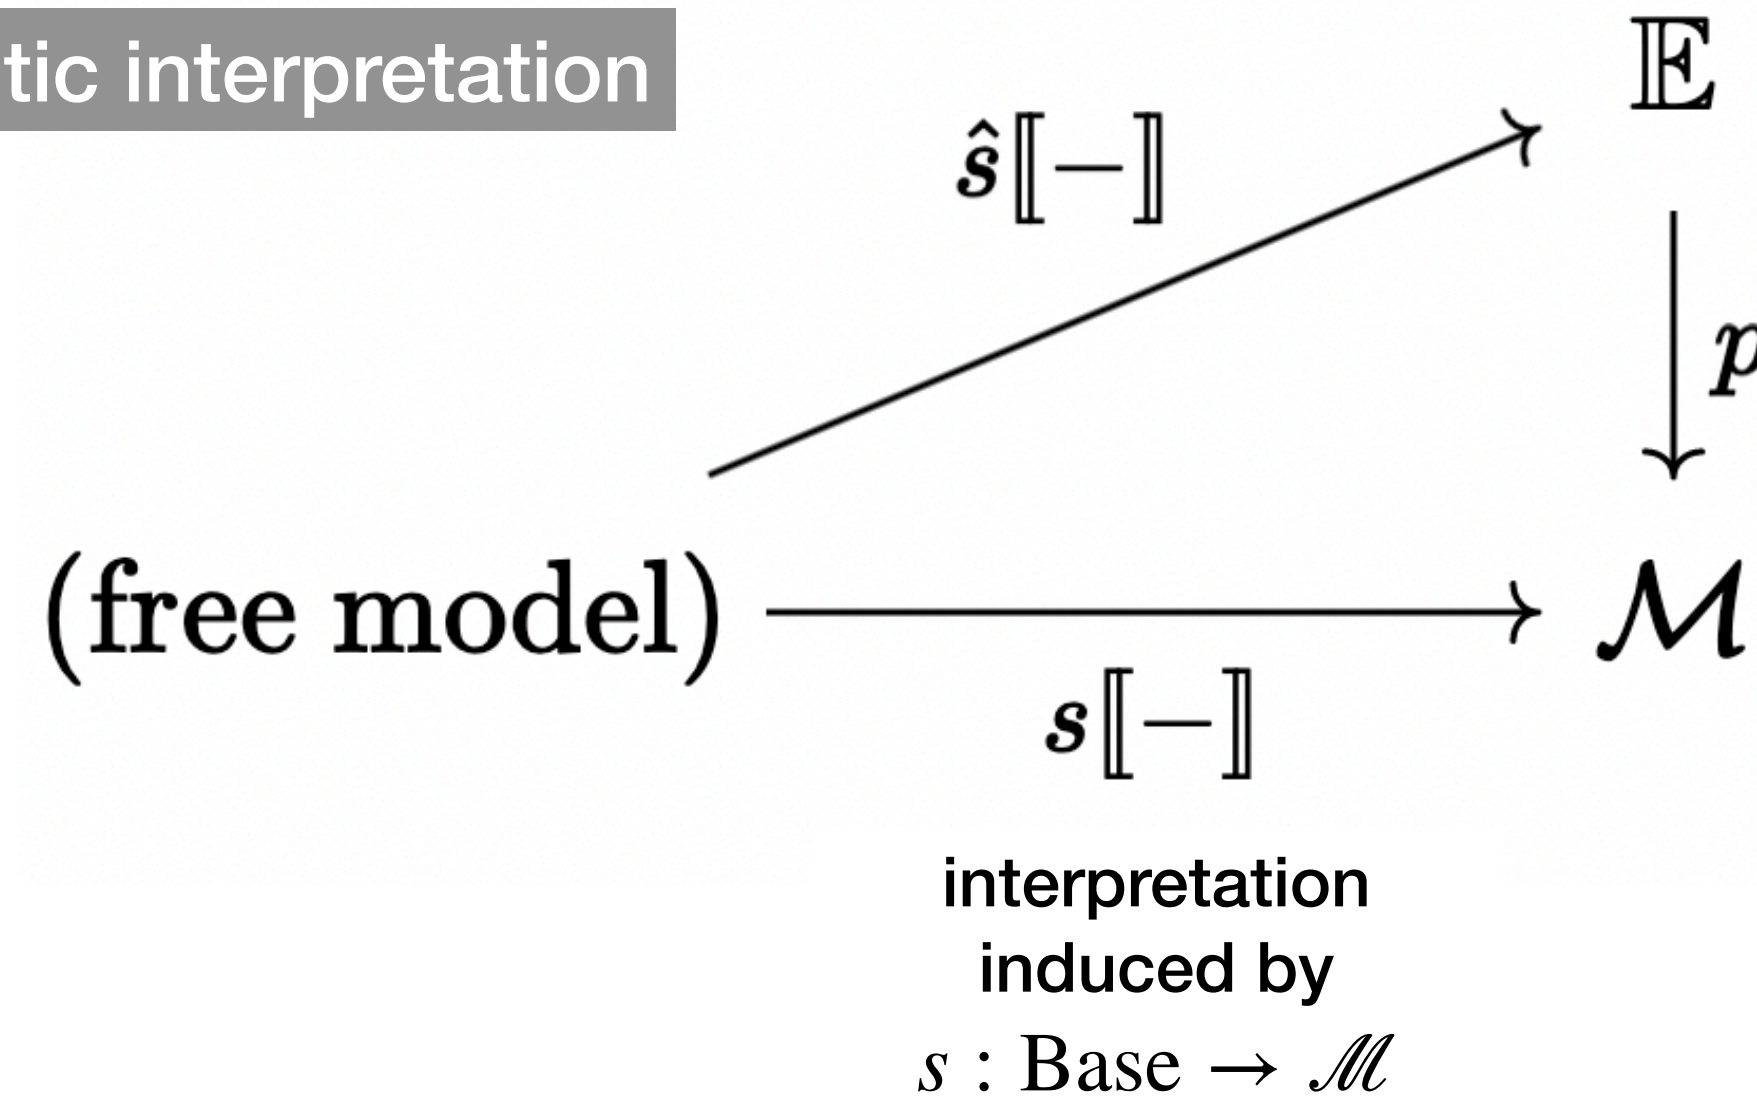 tic interpretation
𝔼
ŝ⟦−⟧
p
(free model)
ℳ
s⟦−⟧
interpretation
induced by
s : Base → ℳ